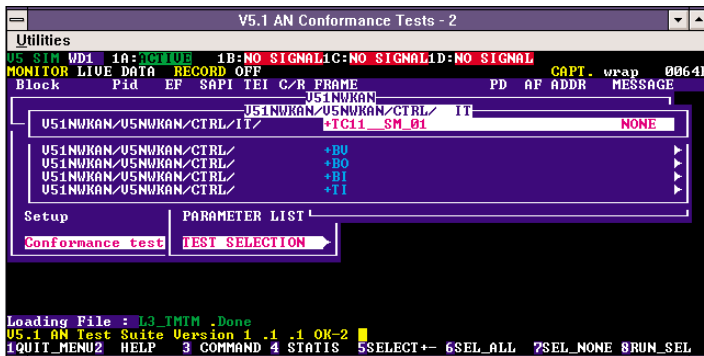 V5.1 AN Conformance Tests - 2
Utilities
V5 SIM WD1 1A:ACTIVE 1B:NO SIGNAL1C:NO SIGNAL1D:NO SIGNAL
MONITOR LIVE DATA RECORD OFF CAPT. wrap 0064
Block Pid EF SAPI TEI C/R FRAME PD AF ADDR MESSAGE
V51NWKAN
V51NWKAN/V5NWKAN/CTRL/ IT
V51NWKAN/V5NWKAN/CTRL/IT/ +TC11__SM_01 NONE
V51NWKAN/V5NWKAN/CTRL/ +BV
V51NWKAN/V5NWKAN/CTRL/ +BO
V51NWKAN/V5NWKAN/CTRL/ +BI
V51NWKAN/V5NWKAN/CTRL/ +TI
Setup PARAMETER LIST
Conformance test TEST SELECTION
Loading File : L3_TMTM .Done
V5.1 AN Test Suite Version 1 .1 .1 OK-2
1QUIT_MENU2 HELP 3 COMMAND 4 STATIS 5SELECT+- 6SEL_ALL 7SEL_NONE 8RUN_SEL